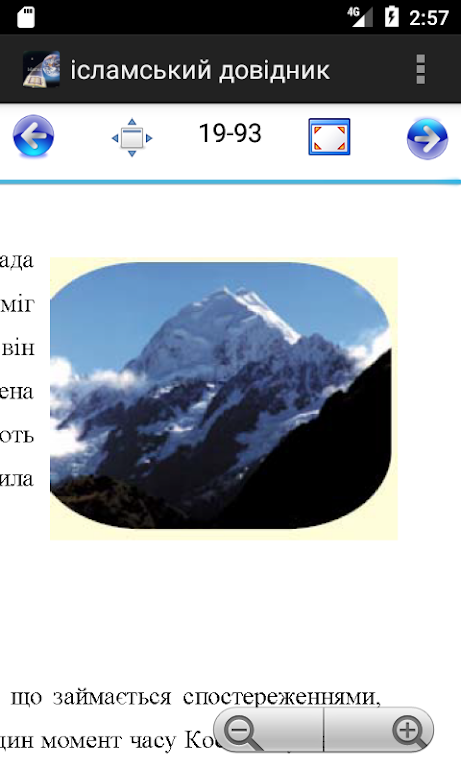 4G 2:57
ісламський довідник
19-93
ада
міг
він
ена
оть
ила
що займається спостереженнями,
дин момент часу Кос